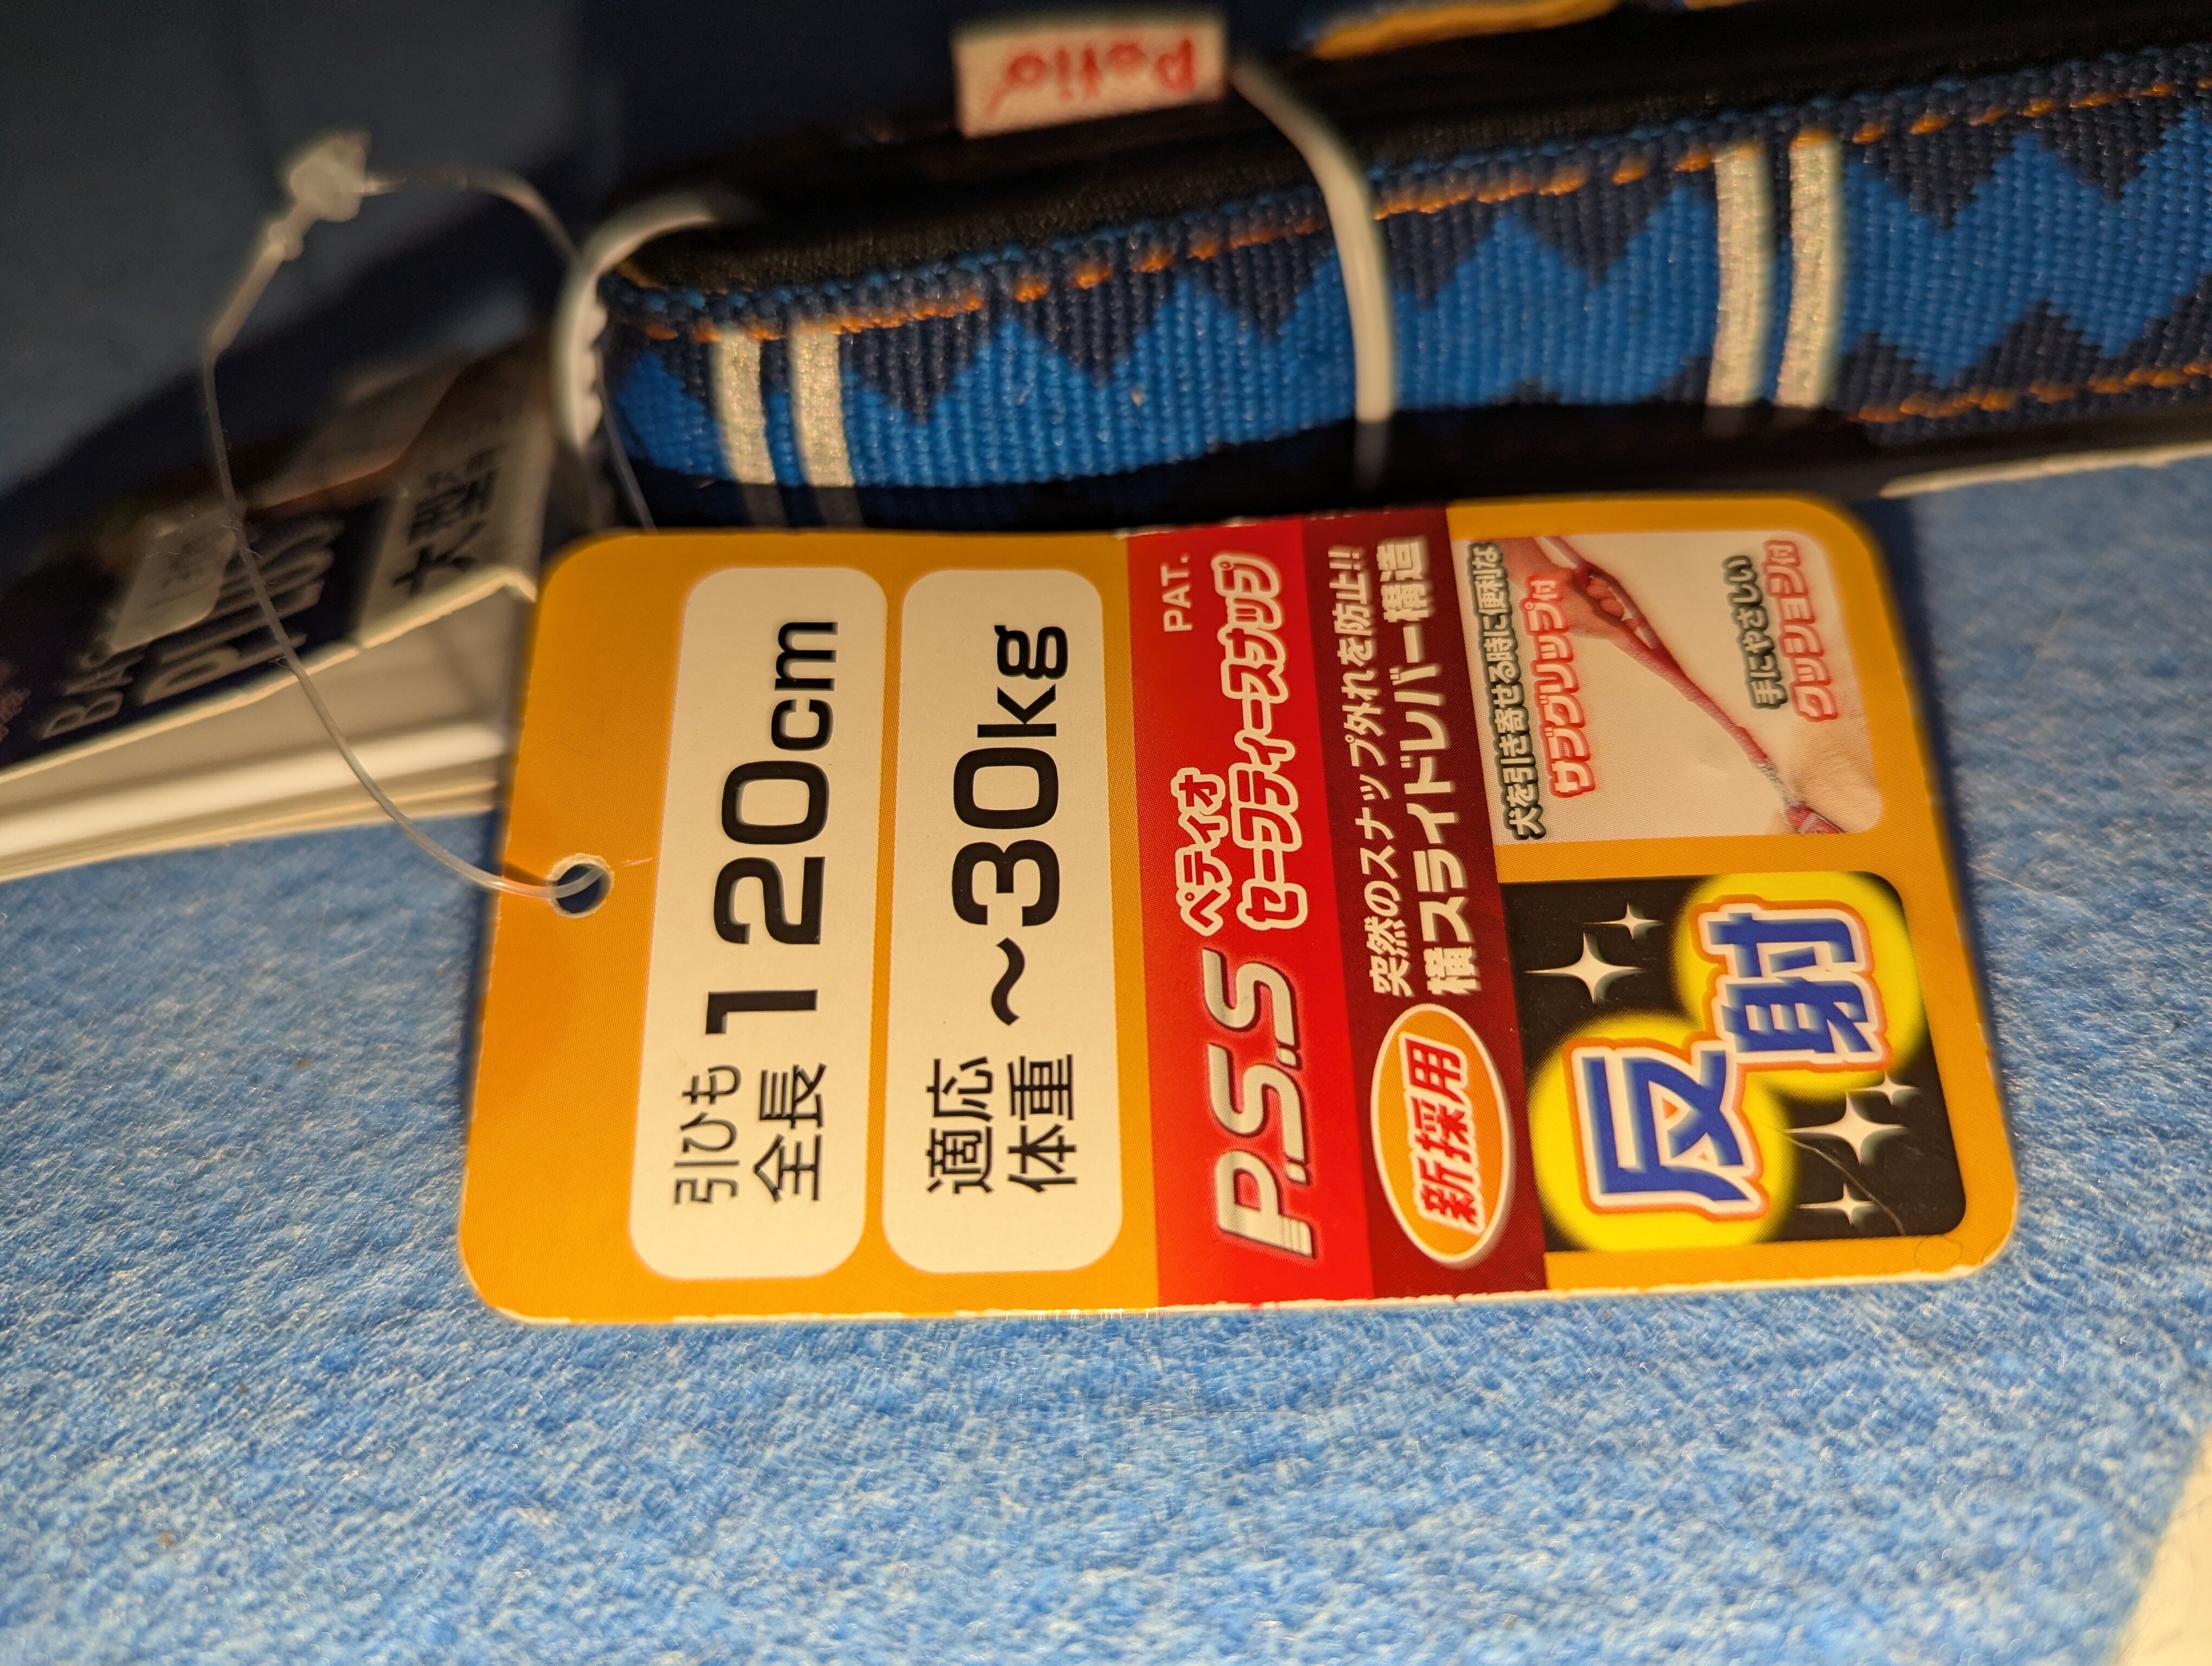 Petio
大型
引ひも
全長 120cm
適応
体重 ～30kg
PAT.
P.S.S ペティオ
セーフティースナップ
新採用
突然のスナップ外れを防止!!
横スライドレバー構造
犬を引き寄せる時に便利な
サブグリップ付
手にやさしい
クッション付
反射